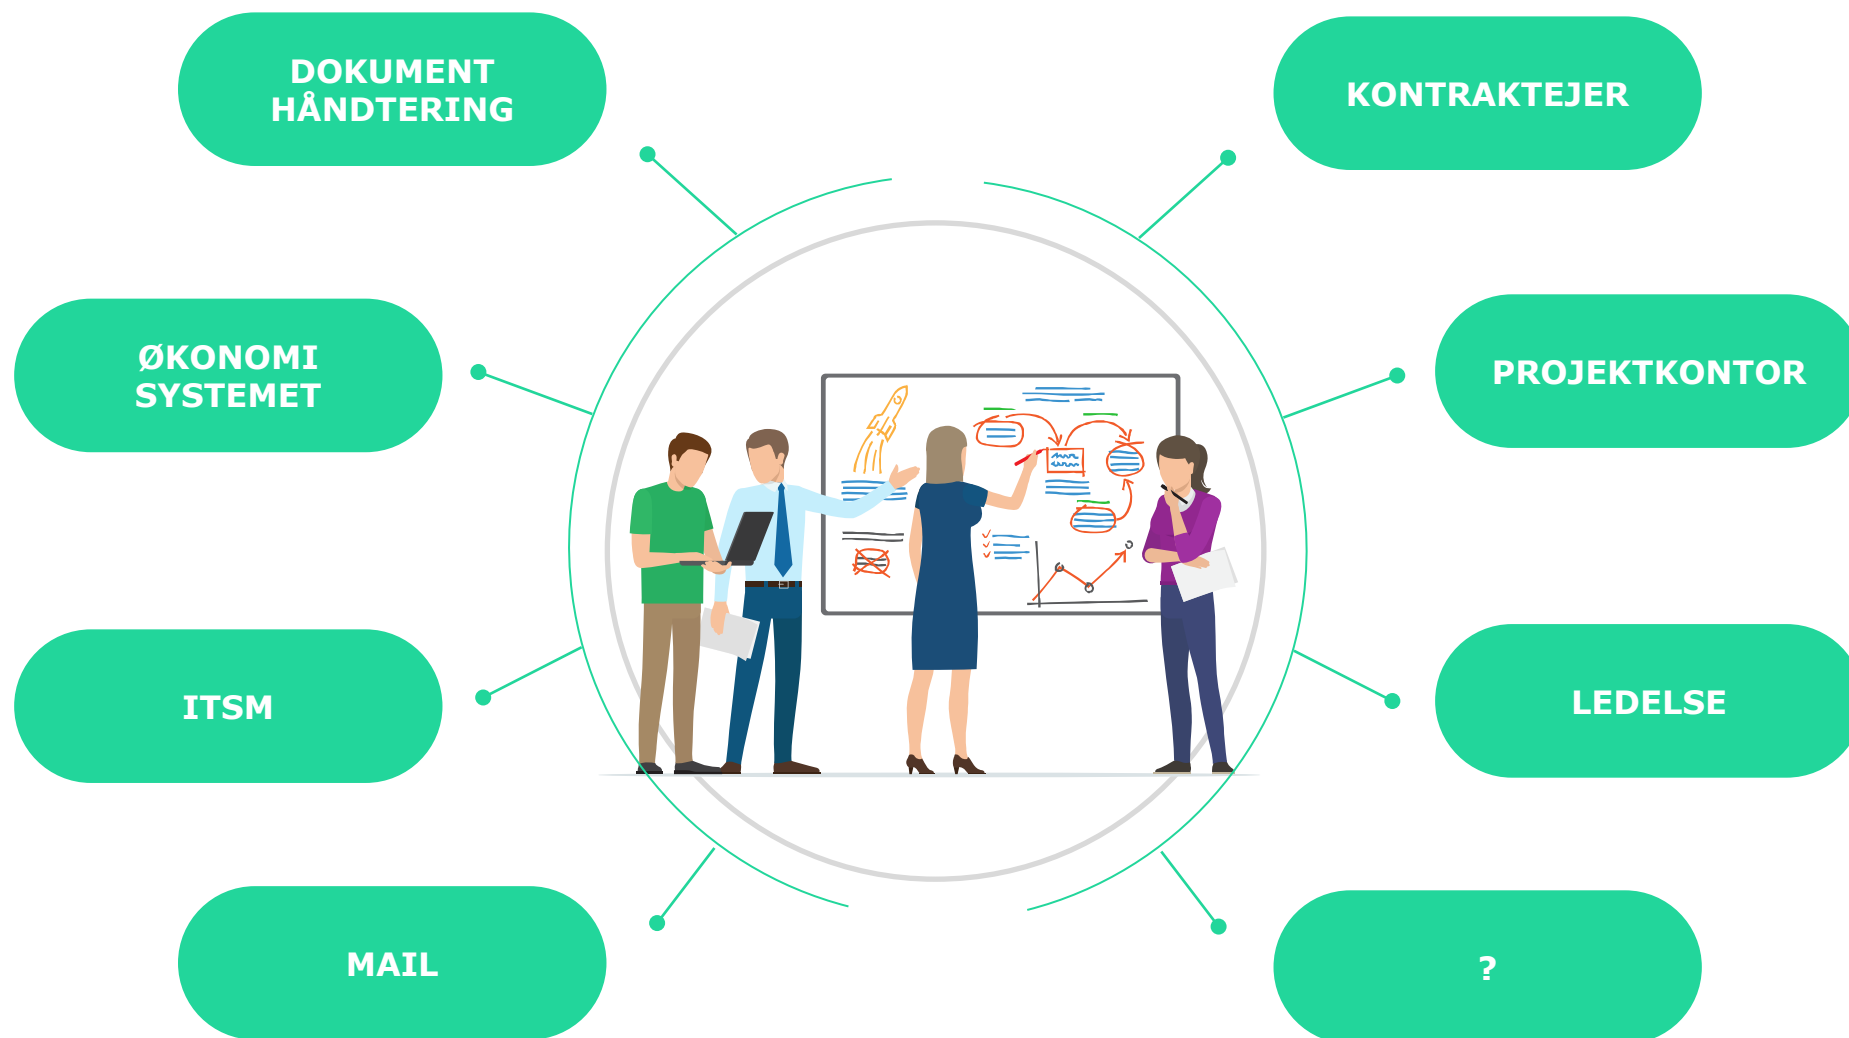 DOKUMENT
HÅNDTERING
KONTRAKTEJER
ØKONOMI
SYSTEMET
PROJEKTKONTOR
ITSM
LEDELSE
MAIL
?